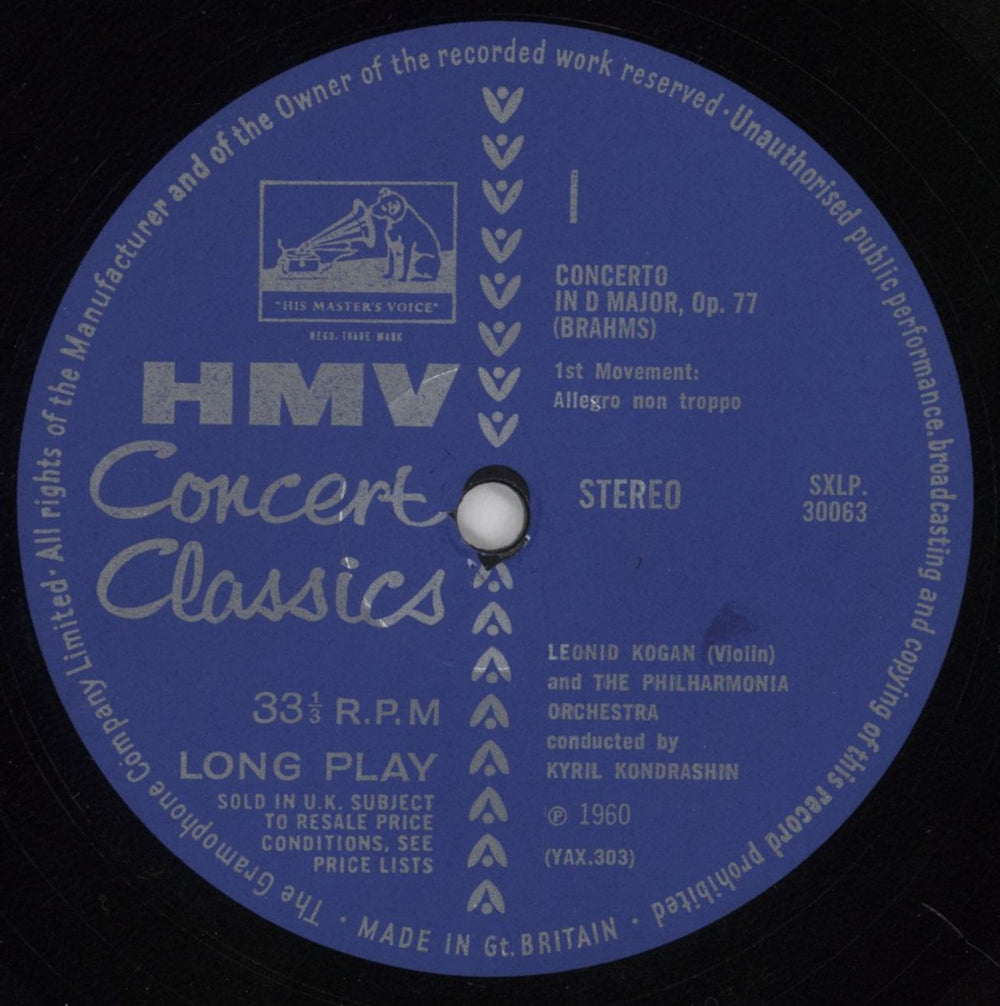 The Gramophone Company Limited · All rights of the Manufacturer and of the Owner of the recorded work reserved · Unauthorised public performance, broadcasting and copying of this record prohibited ·
MADE IN Gt. BRITAIN ·
"HIS MASTER'S VOICE"
REGD. TRADE MARK
HMV
Concert
Classics
33⅓ R.P.M
LONG PLAY
SOLD IN U.K. SUBJECT
TO RESALE PRICE
CONDITIONS, SEE
PRICE LISTS
I
CONCERTO
IN D MAJOR, Op. 77
(BRAHMS)
1st Movement:
Allegro non troppo
STEREO
SXLP.
30063
LEONID KOGAN (Violin)
and THE PHILHARMONIA
ORCHESTRA
conducted by
KYRIL KONDRASHIN
℗ 1960
(YAX.303)